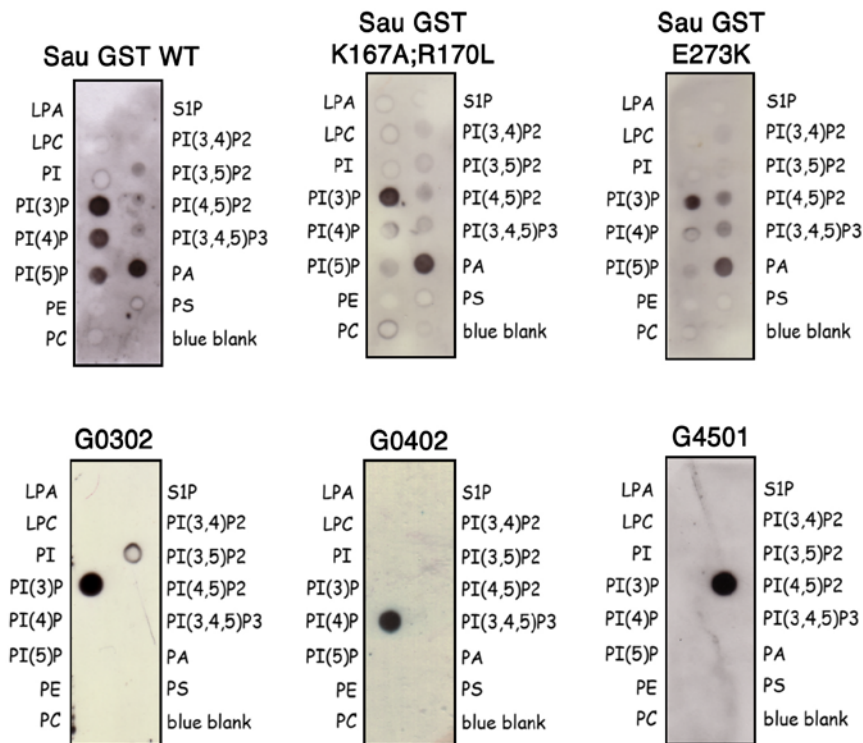 Sau GST WT
LPA S1P
LPC PI(3,4)P2
PI PI(3,5)P2
PI(3)P PI(4,5)P2
PI(4)P PI(3,4,5)P3
PI(5)P PA
PE PS
PC blue blank
Sau GST
K167A;R170L
LPA S1P
LPC PI(3,4)P2
PI PI(3,5)P2
PI(3)P PI(4,5)P2
PI(4)P PI(3,4,5)P3
PI(5)P PA
PE PS
PC blue blank
Sau GST
E273K
LPA S1P
LPC PI(3,4)P2
PI PI(3,5)P2
PI(3)P PI(4,5)P2
PI(4)P PI(3,4,5)P3
PI(5)P PA
PE PS
PC blue blank
G0302
LPA S1P
LPC PI(3,4)P2
PI PI(3,5)P2
PI(3)P PI(4,5)P2
PI(4)P PI(3,4,5)P3
PI(5)P PA
PE PS
PC blue blank
G0402
LPA S1P
LPC PI(3,4)P2
PI PI(3,5)P2
PI(3)P PI(4,5)P2
PI(4)P PI(3,4,5)P3
PI(5)P PA
PE PS
PC blue blank
G4501
LPA S1P
LPC PI(3,4)P2
PI PI(3,5)P2
PI(3)P PI(4,5)P2
PI(4)P PI(3,4,5)P3
PI(5)P PA
PE PS
PC blue blank